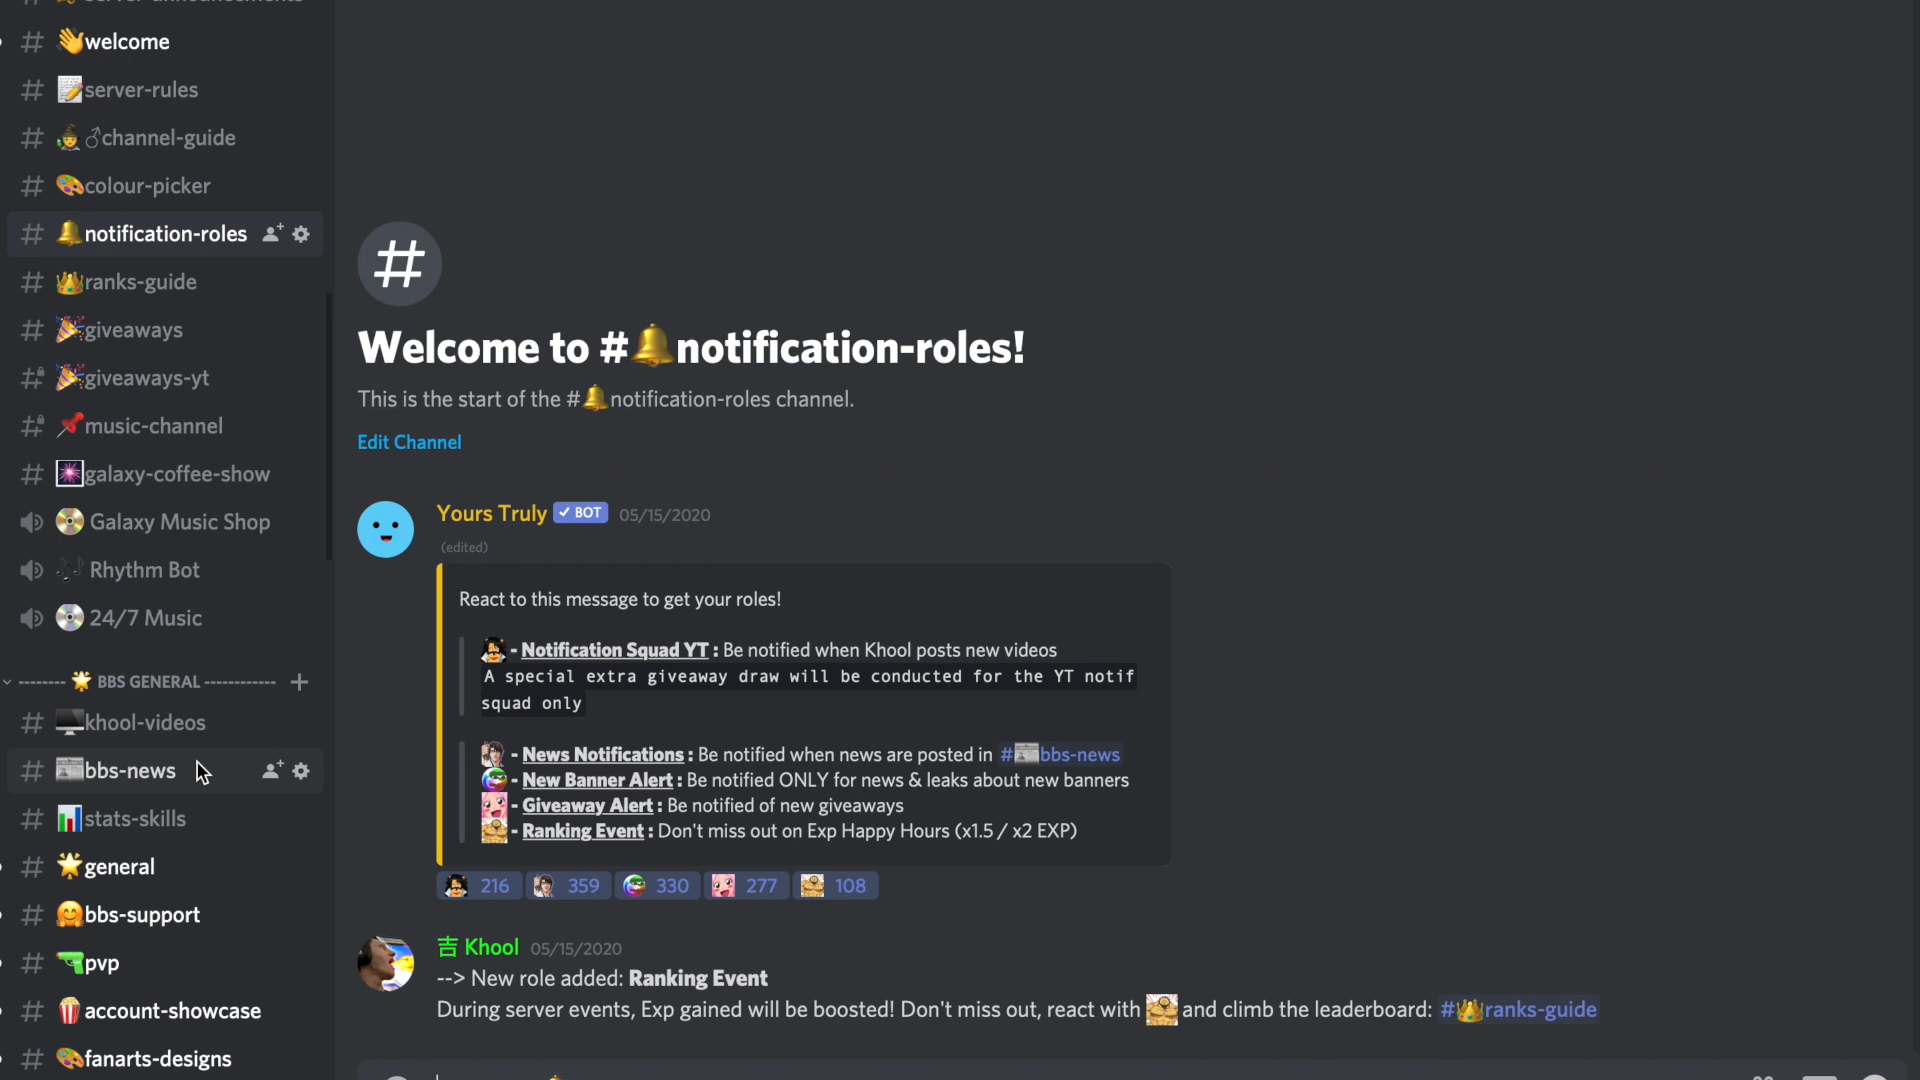 server-announcements
welcome
server-rules
channel-guide
colour-picker
notification-roles
ranks-guide
giveaways
giveaways-yt
music-channel
galaxy-coffee-show
Galaxy Music Shop
Rhythm Bot
24/7 Music
-------- 🌟 BBS GENERAL ------------ +
khool-videos
bbs-news
stats-skills
general
bbs-support
pvp
account-showcase
fanarts-designs
Welcome to #🔔notification-roles!
This is the start of the #🔔notification-roles channel.
Edit Channel
Yours Truly ✓ BOT 05/15/2020
(edited)
React to this message to get your roles!
- Notification Squad YT : Be notified when Khool posts new videos
A special extra giveaway draw will be conducted for the YT notif
squad only
- News Notifications : Be notified when news are posted in #📰bbs-news
- New Banner Alert : Be notified ONLY for news & leaks about new banners
- Giveaway Alert : Be notified of new giveaways
- Ranking Event : Don't miss out on Exp Happy Hours (x1.5 / x2 EXP)
216 359 330 277 108
吉 Khool 05/15/2020
--> New role added: Ranking Event
During server events, Exp gained will be boosted! Don't miss out, react with and climb the leaderboard: #👑ranks-guide